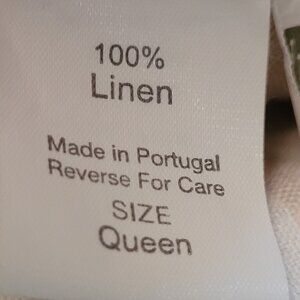 100%
Linen
Made in Portugal
Reverse For Care
SIZE
Queen